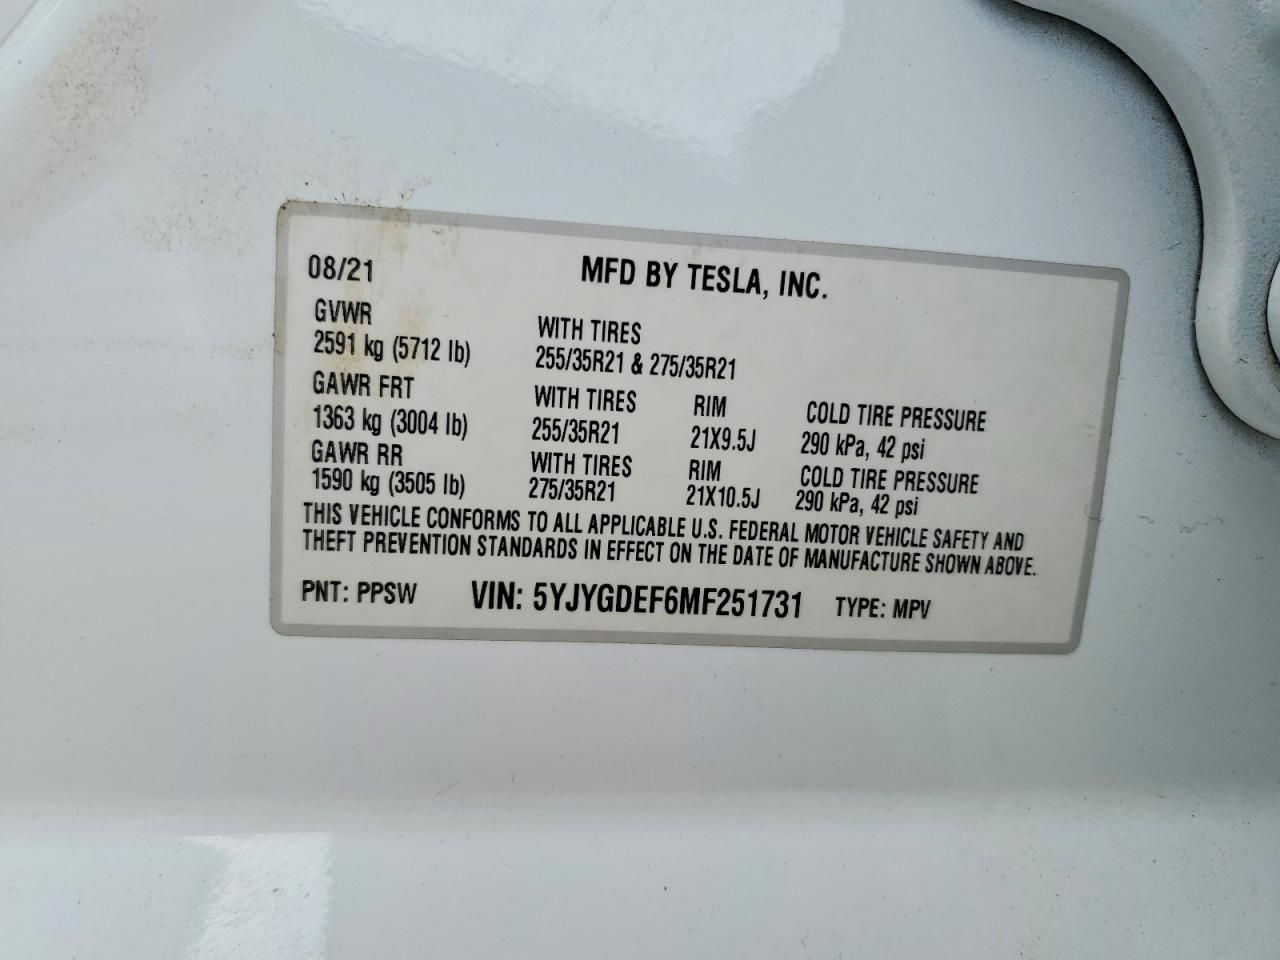 08/21 MFD BY TESLA, INC.
GVWR WITH TIRES
2591 kg (5712 lb) 255/35R21 & 275/35R21
GAWR FRT WITH TIRES RIM COLD TIRE PRESSURE
1363 kg (3004 lb) 255/35R21 21X9.5J 290 kPa, 42 psi
GAWR RR WITH TIRES RIM COLD TIRE PRESSURE
1590 kg (3505 lb) 275/35R21 21X10.5J 290 kPa, 42 psi
THIS VEHICLE CONFORMS TO ALL APPLICABLE U.S. FEDERAL MOTOR VEHICLE SAFETY AND
THEFT PREVENTION STANDARDS IN EFFECT ON THE DATE OF MANUFACTURE SHOWN ABOVE.
PNT: PPSW VIN: 5YJYGDEF6MF251731 TYPE: MPV